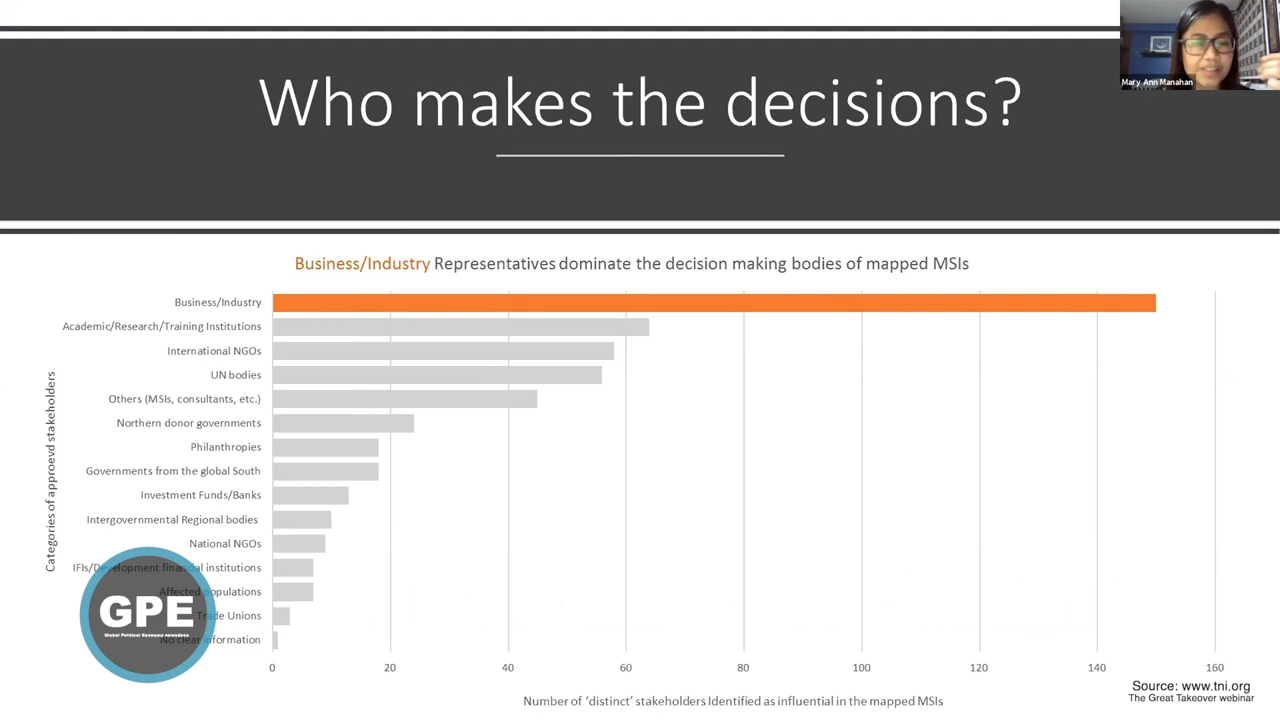 Mary Ann Manahan
Who makes the decisions?
Business/Industry Representatives dominate the decision making bodies of mapped MSIs
Categories of approevd stakeholders
Business/Industry
Academic/Research/Training Institutions
International NGOs
UN bodies
Others (MSIs, consultants, etc.)
Northern donor governments
Philanthropies
Governments from the global South
Investment Funds/Banks
Intergovernmental Regional bodies
National NGOs
IFIs/Development financial institutions
Affected populations
Trade Unions
No clear information
GPE
Global Political Economy newsdocs
0 20 40 60 80 100 120 140 160
Number of ‘distinct’ stakeholders Identified as influential in the mapped MSIs
Source: www.tni.org
The Great Takeover webinar